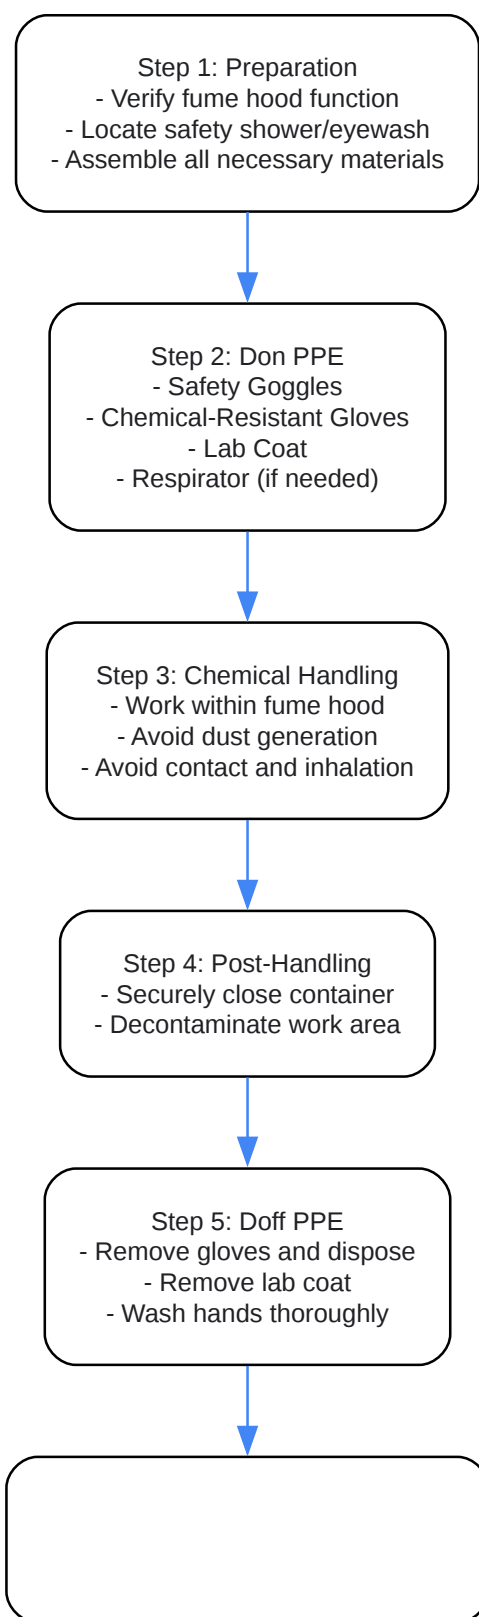 Step 1: Preparation
- Verify fume hood function
- Locate safety shower/eyewash
- Assemble all necessary materials
Step 2: Don PPE
- Safety Goggles
- Chemical-Resistant Gloves
- Lab Coat
- Respirator (if needed)
Step 3: Chemical Handling
- Work within fume hood
- Avoid dust generation
- Avoid contact and inhalation
Step 4: Post-Handling
- Securely close container
- Decontaminate work area
Step 5: Doff PPE
- Remove gloves and dispose
- Remove lab coat
- Wash hands thoroughly